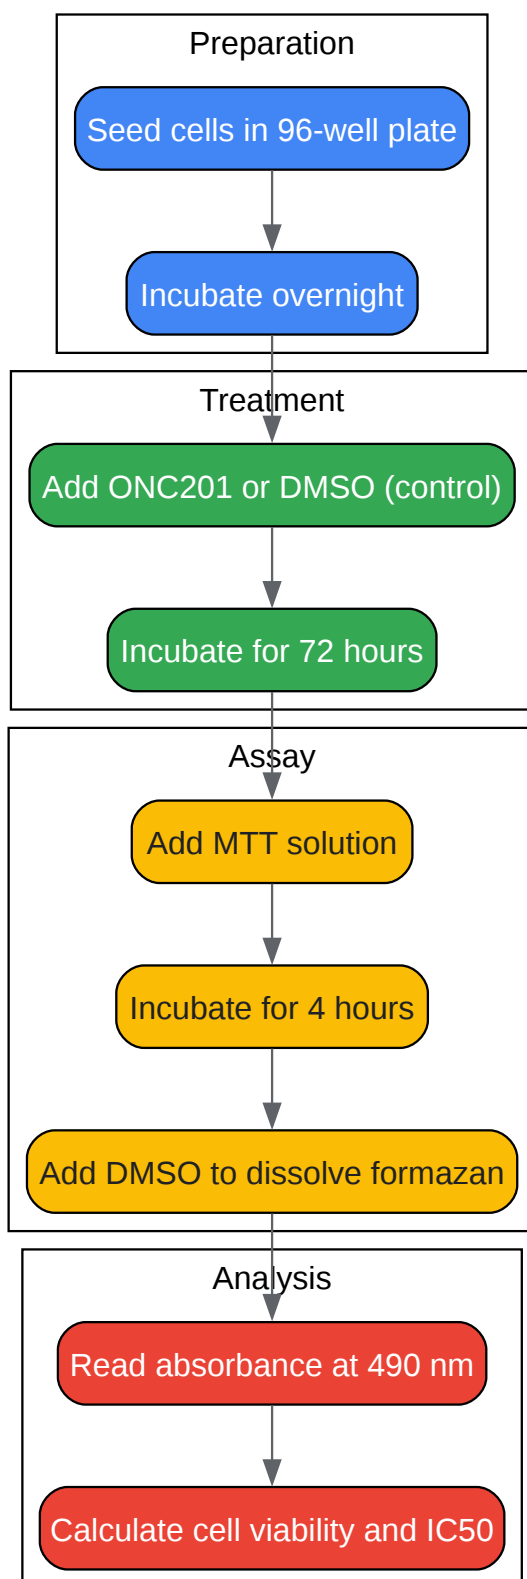 Preparation
Seed cells in 96-well plate
Incubate overnight
Treatment
Add ONC201 or DMSO (control)
Incubate for 72 hours
Assay
Add MTT solution
Incubate for 4 hours
Add DMSO to dissolve formazan
Analysis
Read absorbance at 490 nm
Calculate cell viability and IC50